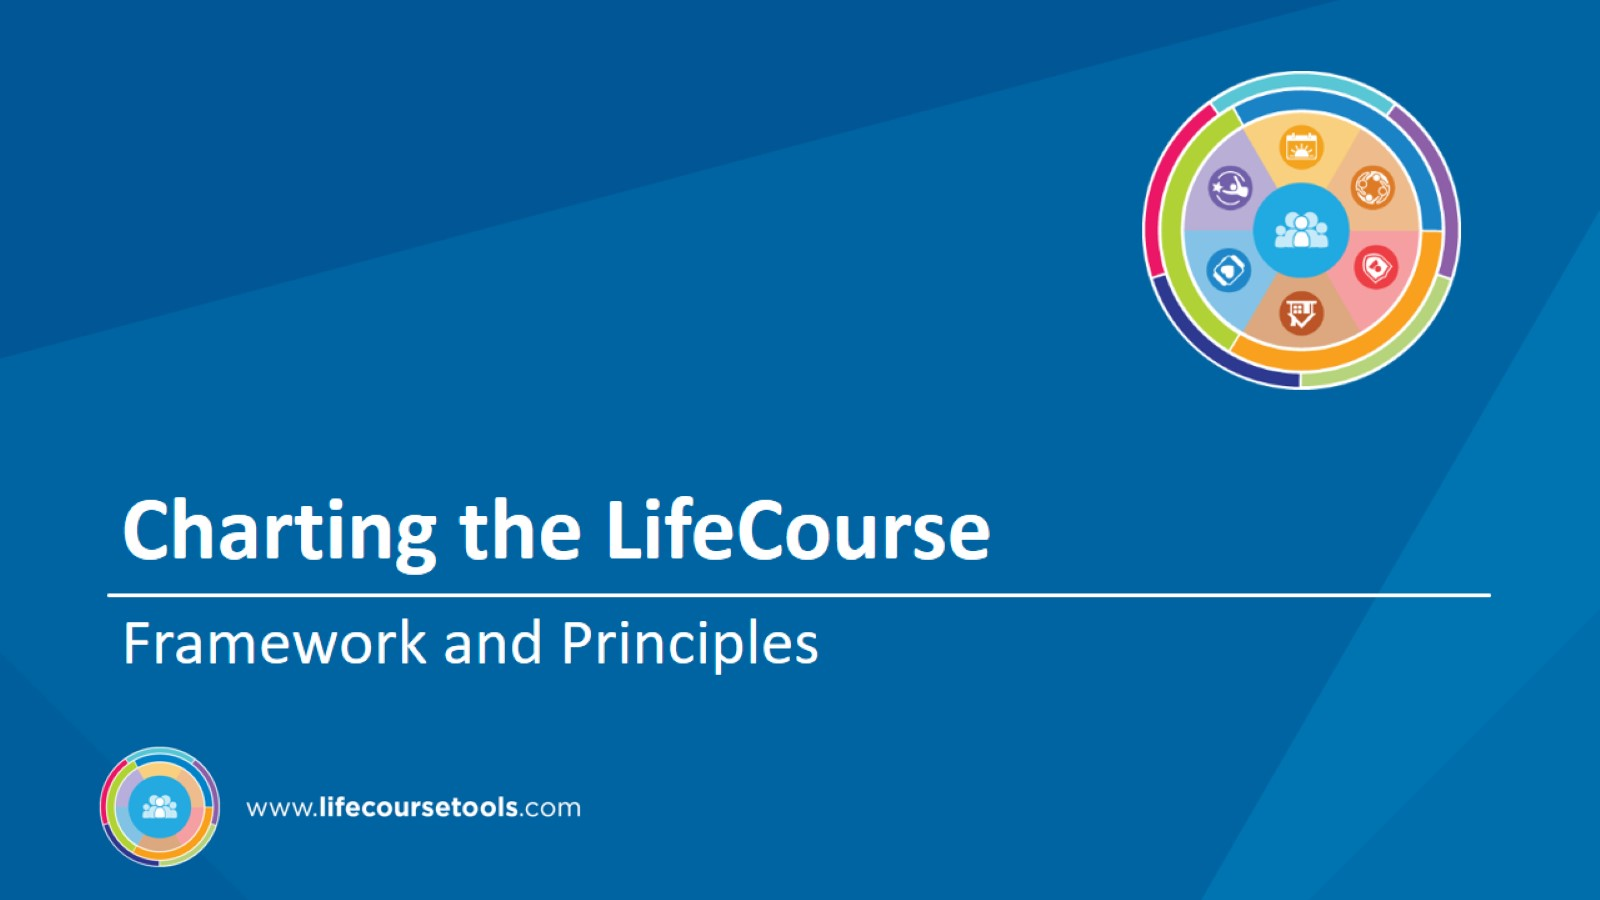 Charting the LifeCourse
Framework and Principles
www.lifecoursetools.com